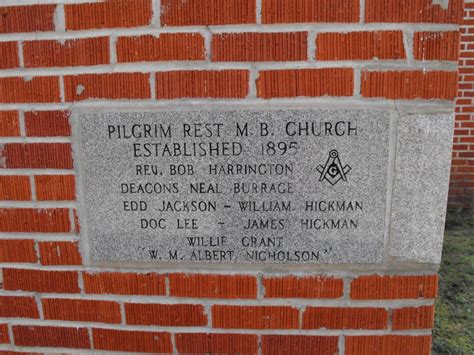 PILGRIM REST M. B. CHURCH
ESTABLISHED 1895
REV. BOB HARRINGTON
DEACONS NEAL BURRAGE
EDD JACKSON - WILLIAM HICKMAN
DOC LEE - JAMES HICKMAN
WILLIE GRANT
"W. M. ALBERT NICHOLSON"
G